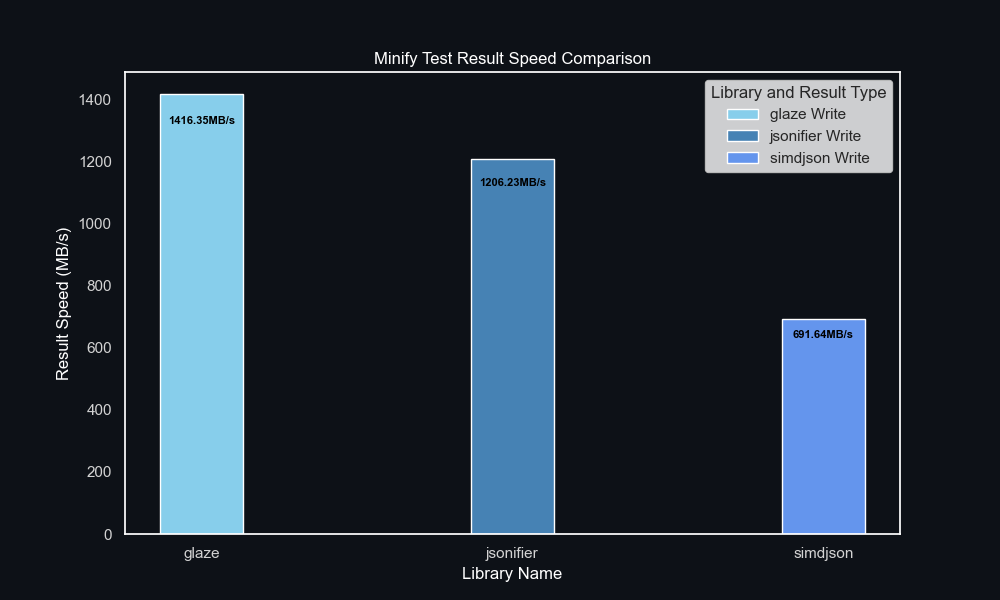 Minify Test Result Speed Comparison
Library and Result Type
glaze Write
jsonifier Write
simdjson Write
1416.35MB/s
1206.23MB/s
691.64MB/s
Result Speed (MB/s)
1400
1200
1000
800
600
400
200
0
glaze
jsonifier
simdjson
Library Name